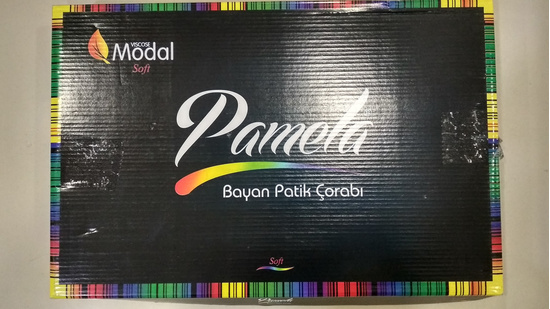 VISCOSE
Modal
Soft
Pamela
Bayan Patik Çorabı
Soft